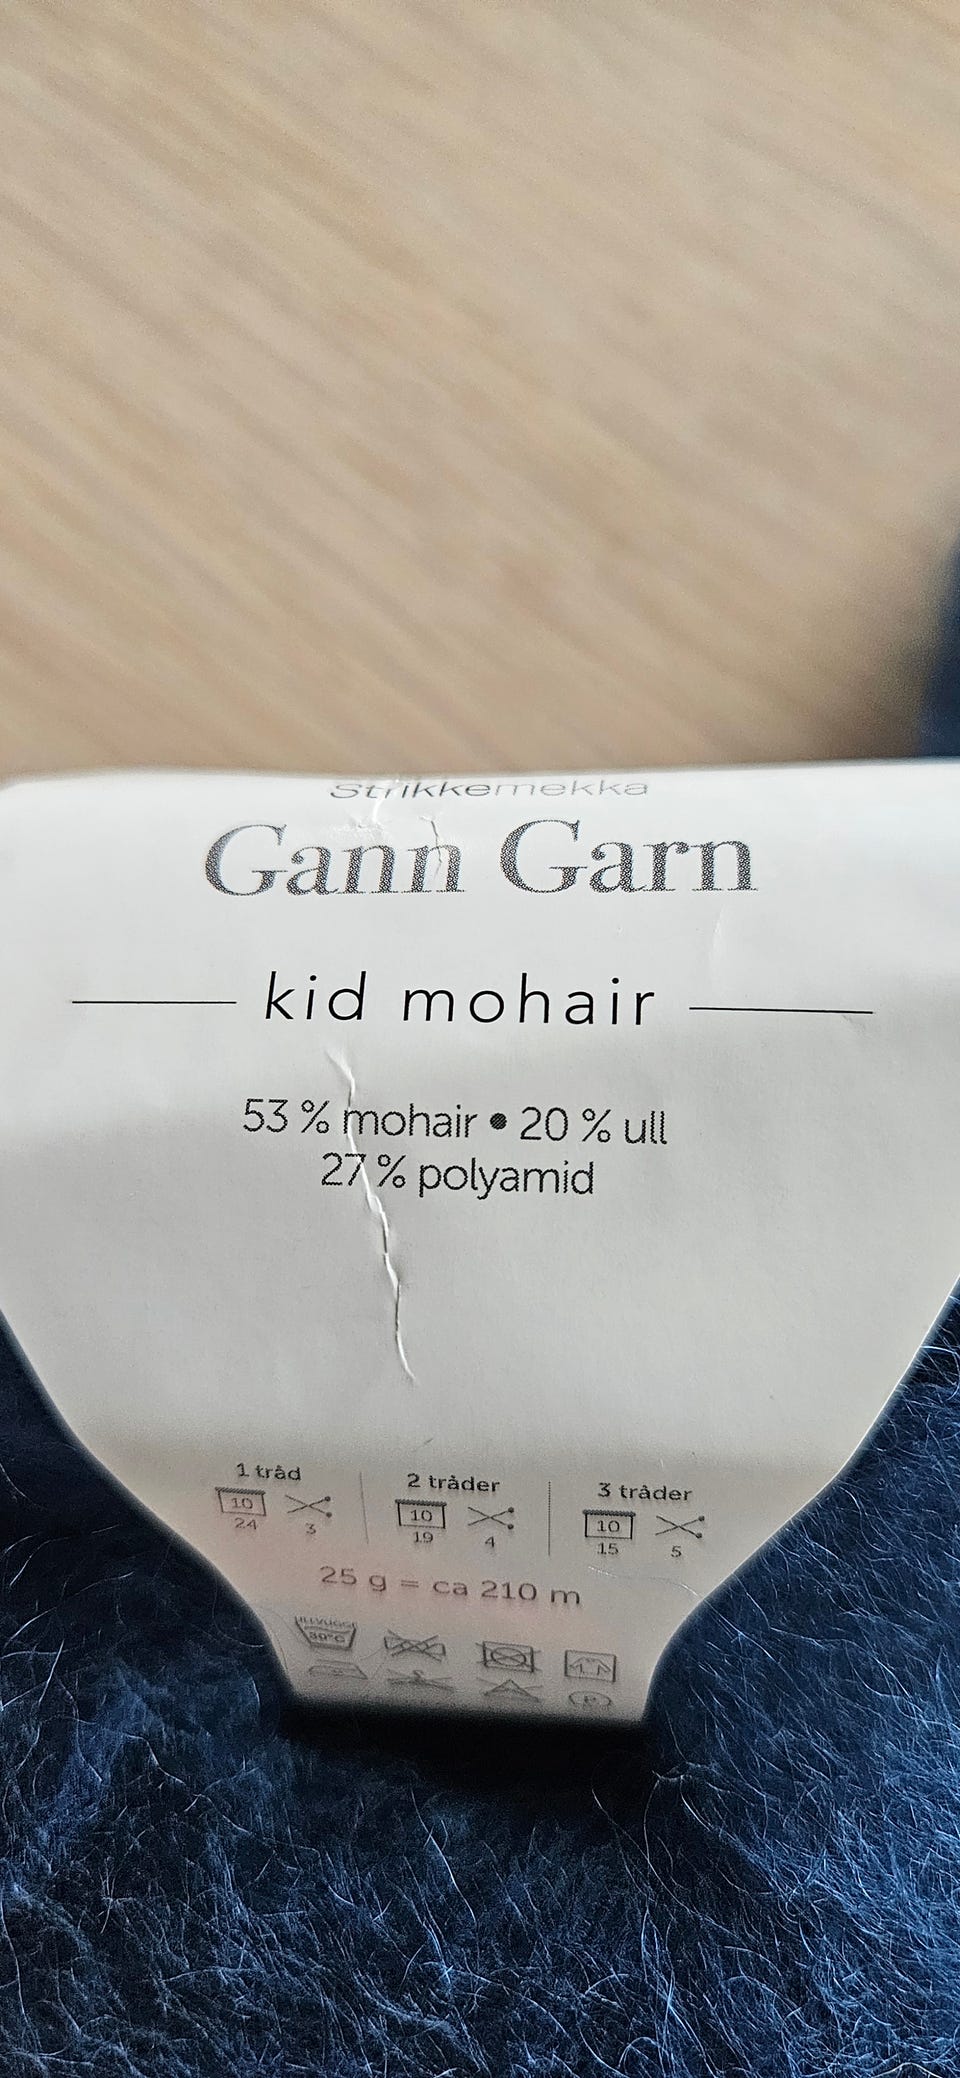 Strikkemekka
Gann Garn
kid mohair
53 % mohair • 20 % ull
27 % polyamid
1 tråd
10
24
3
2 tråder
10
19
4
3 tråder
10
15
5
25 g = ca 210 m
30°C
P